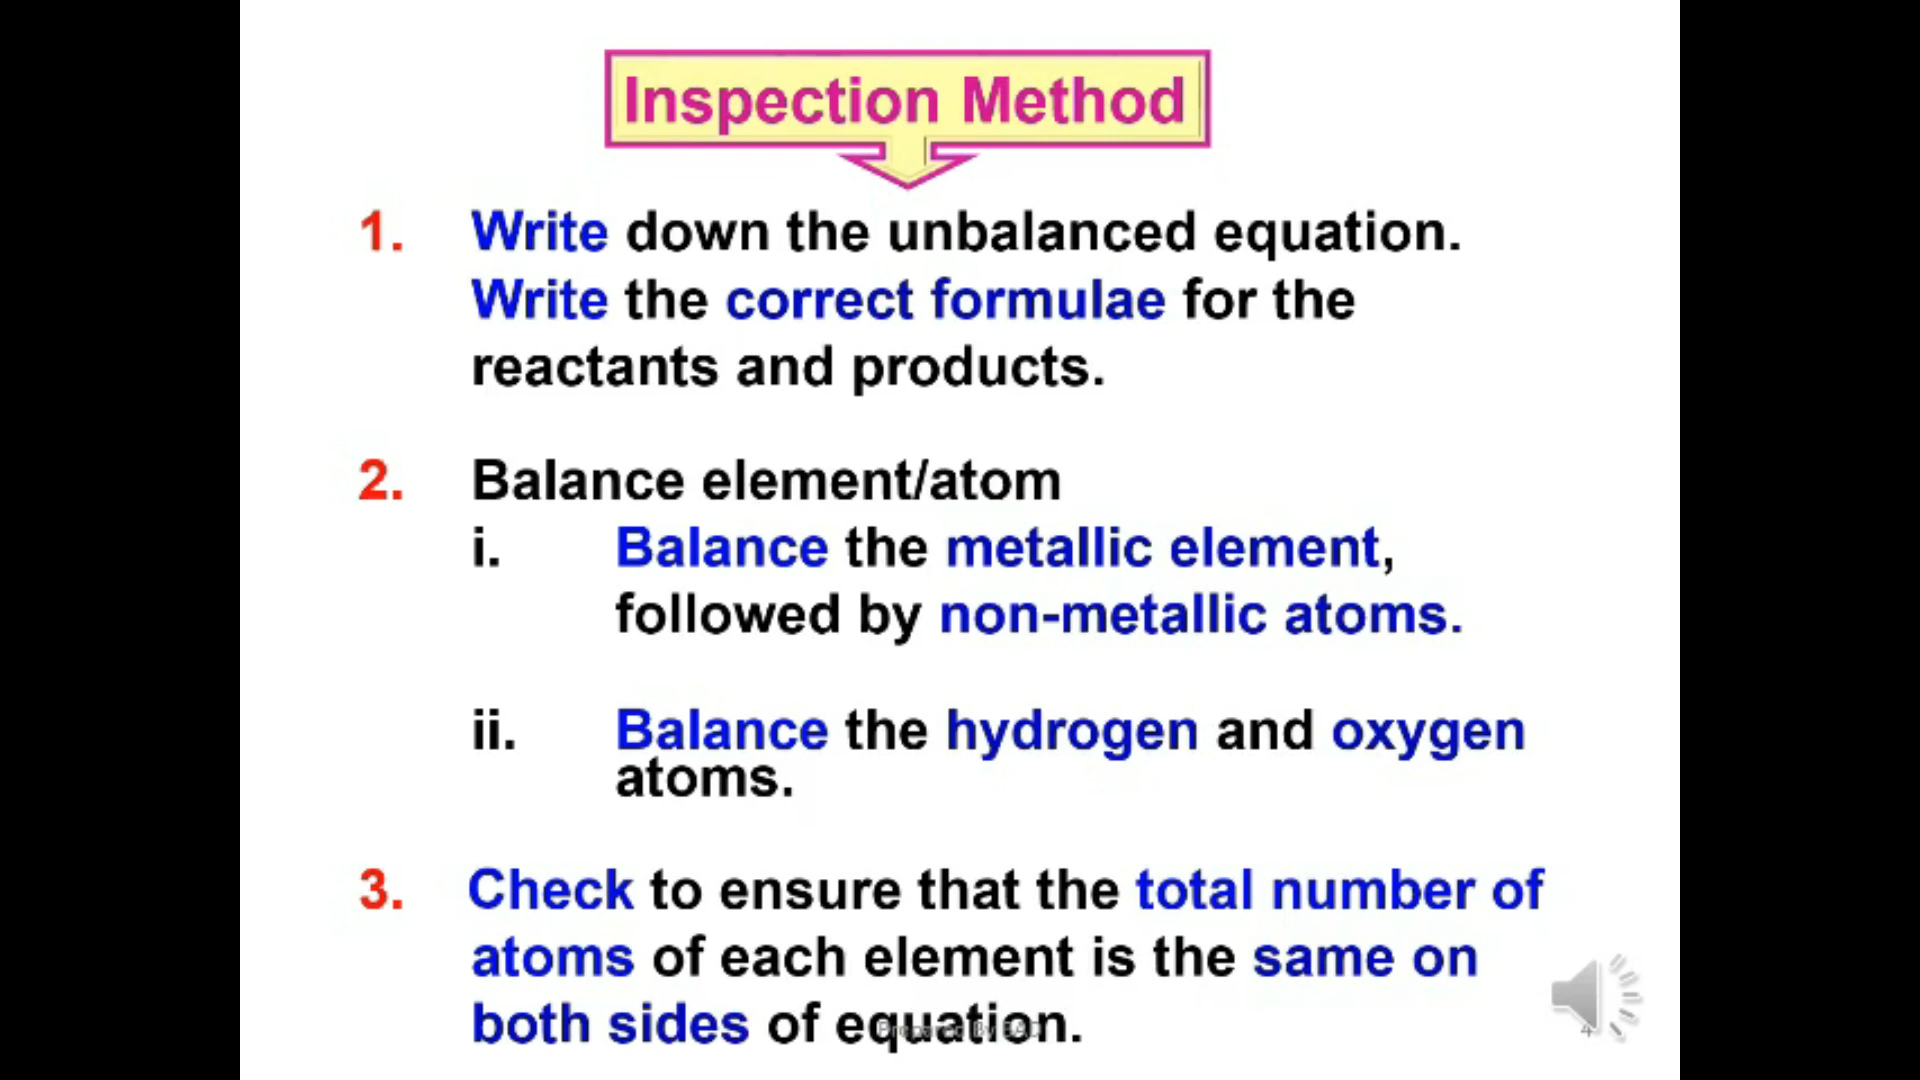 Inspection Method
1. Write down the unbalanced equation.
Write the correct formulae for the
reactants and products.
2. Balance element/atom
i. Balance the metallic element,
followed by non-metallic atoms.
ii. Balance the hydrogen and oxygen
atoms.
3. Check to ensure that the total number of
atoms of each element is the same on
both sides of equation.
4